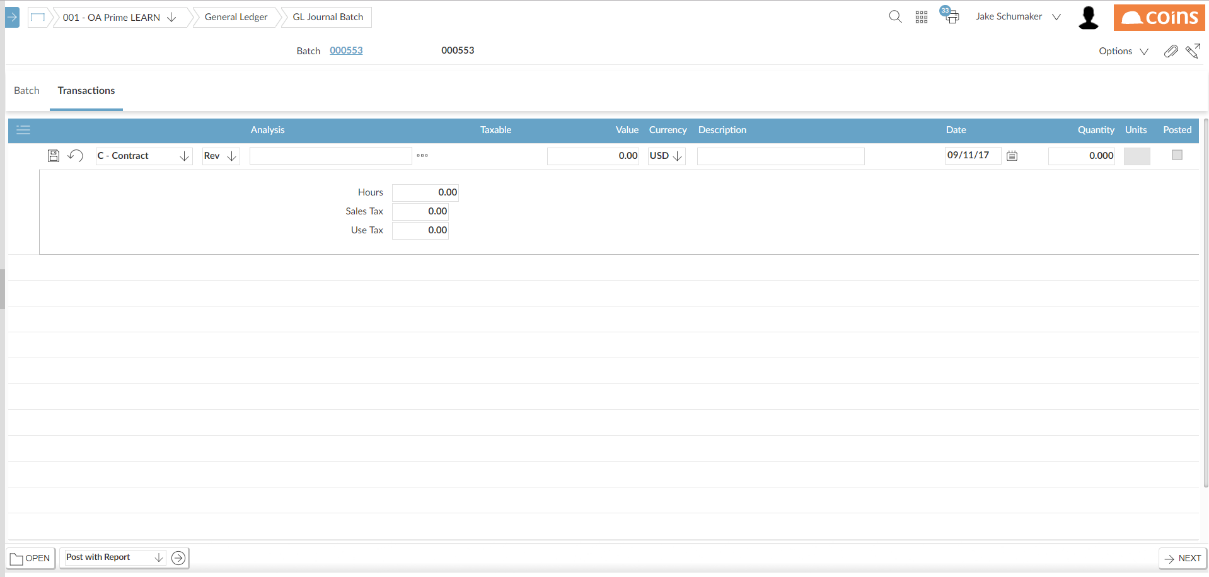 001 - OA Prime LEARN General Ledger GL Journal Batch 33 Jake Schumaker coins
Batch 000553 000553 Options
Batch Transactions
Analysis Taxable Value Currency Description Date Quantity Units Posted
C - Contract Rev 0.00 USD 09/11/17 0.000
Hours 0.00
Sales Tax 0.00
Use Tax 0.00
OPEN Post with Report NEXT